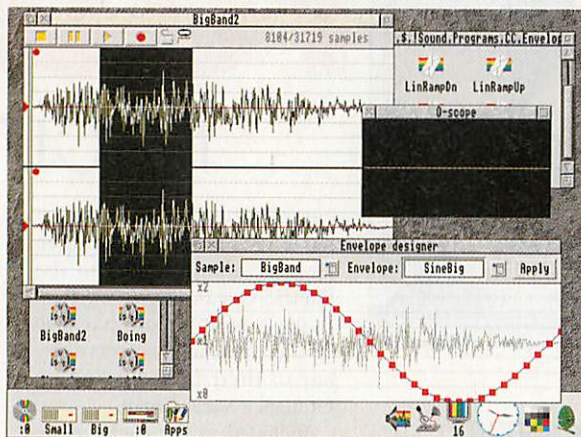 BigBand2
8104/31719 samples
.$.!Sound.Programs.CC.Envelop
LinRampDn LinRampUp
O-scope
Envelope designer
Sample: BigBand Envelope: SineBig Apply
x2
x1
x0
BigBand2 Boing
:0 Small Big :0 Apps
16